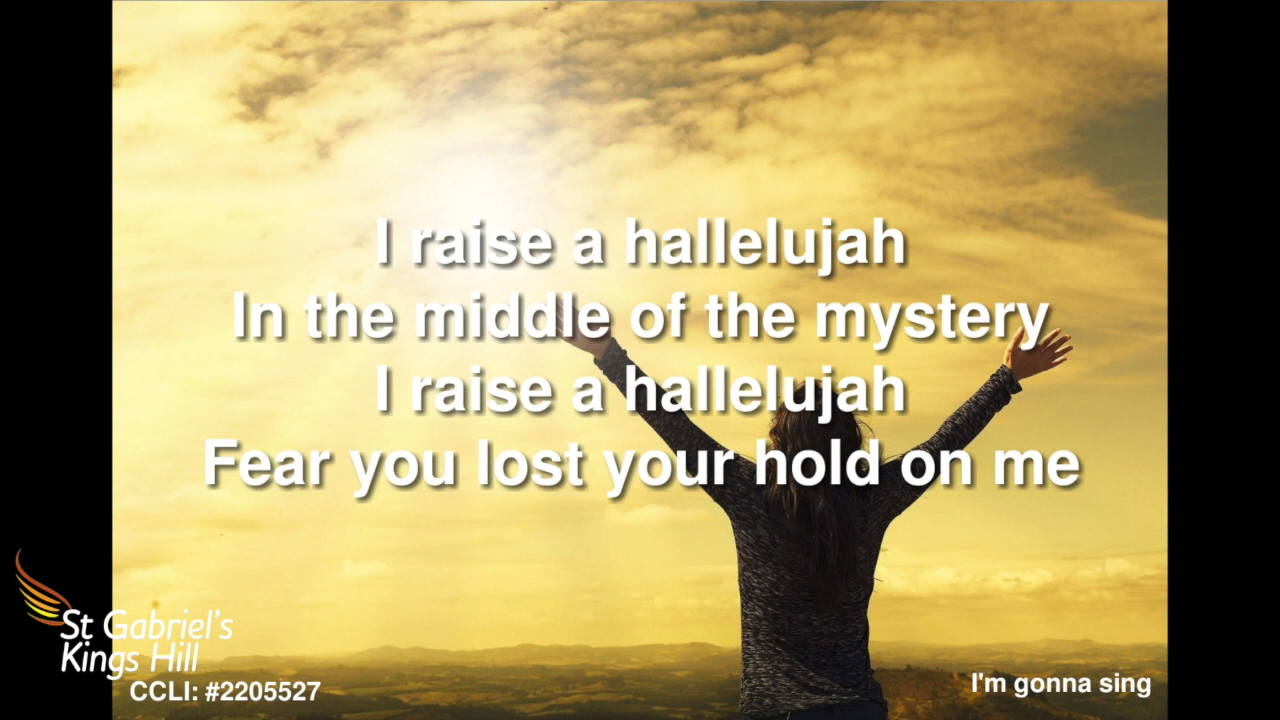 I raise a hallelujah
In the middle of the mystery
I raise a hallelujah
Fear you lost your hold on me
St Gabriel's
Kings Hill
CCLI: #2205527
I'm gonna sing